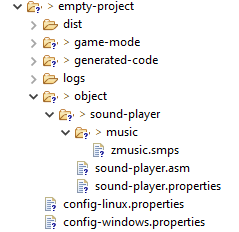 empty-project
dist
game-mode
generated-code
logs
object
sound-player
music
zmusic.smps
sound-player.asm
sound-player.properties
config-linux.properties
config-windows.properties